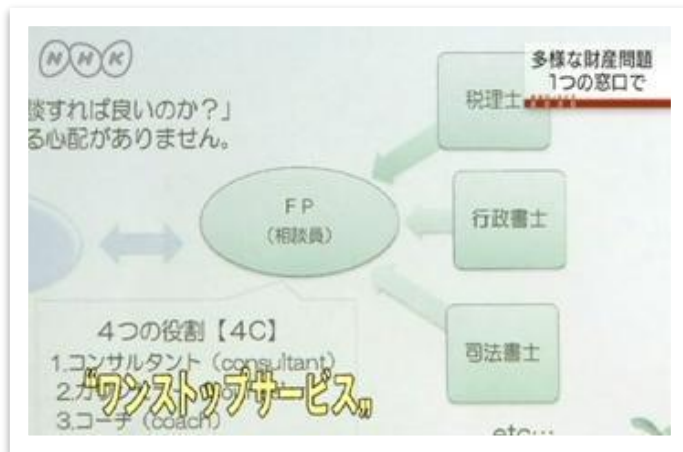 NHK
多様な財産問題
1つの窓口で
談すれば良いのか？」
る心配がありません。
税理士
FP
(相談員)
行政書士
4つの役割【4C】
1.コンサルタント（consultant）
司法書士
2.カ
“ワンストップサービス”
3.コーチ（coach）
etc…